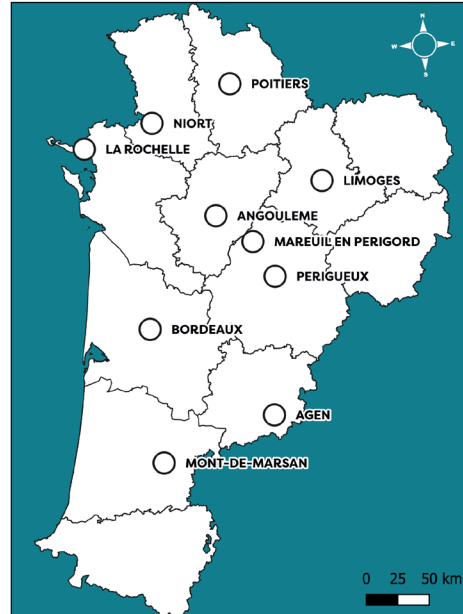 N
W E
S
POITIERS
NIORT
LA ROCHELLE
LIMOGES
ANGOULEME
MAREUIL EN PERIGORD
PERIGUEUX
BORDEAUX
AGEN
MONT-DE-MARSAN
0 25 50 km